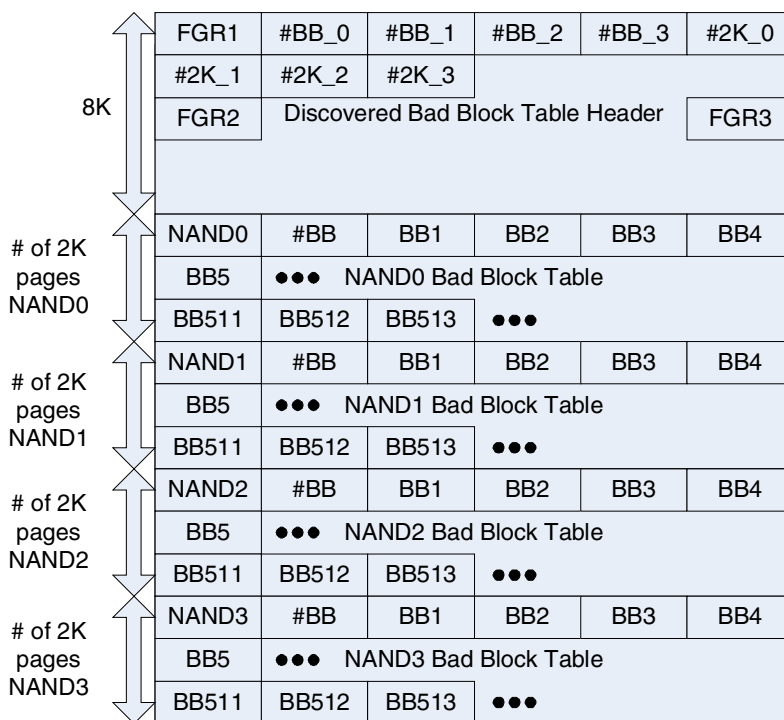 FGR1 #BB_0 #BB_1 #BB_2 #BB_3 #2K_0
#2K_1 #2K_2 #2K_3
8K
FGR2 Discovered Bad Block Table Header FGR3
# of 2K
pages
NAND0
NAND0 #BB BB1 BB2 BB3 BB4
BB5 ●●● NAND0 Bad Block Table
BB511 BB512 BB513 ●●●
# of 2K
pages
NAND1
NAND1 #BB BB1 BB2 BB3 BB4
BB5 ●●● NAND1 Bad Block Table
BB511 BB512 BB513 ●●●
# of 2K
pages
NAND2
NAND2 #BB BB1 BB2 BB3 BB4
BB5 ●●● NAND2 Bad Block Table
BB511 BB512 BB513 ●●●
# of 2K
pages
NAND3
NAND3 #BB BB1 BB2 BB3 BB4
BB5 ●●● NAND3 Bad Block Table
BB511 BB512 BB513 ●●●